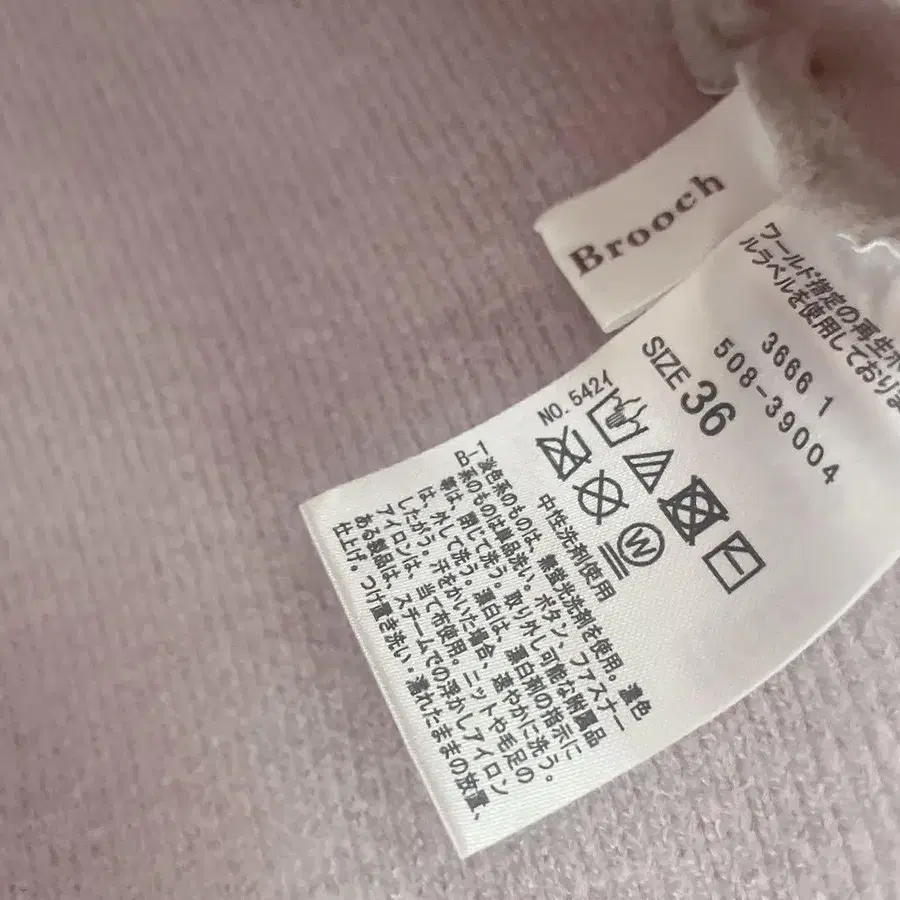 Brooch
ワールド指定の再生ポ
ルラベルを使用しておりま
3666 1
508-39004
SIZE 36
NO. 5421
W
中性洗剤使用
B-1
淡色系のものは、無蛍光洗剤を使用。濃色
系のものは単品洗い。ボタン、ファスナー
等は、閉じて洗う。取り外し可能な附属品
は、外して洗う。漂白は、漂白剤の指示に
したがう。汗をかいた場合、速やかに洗う。
アイロンは、当て布使用。ニットや毛足の
ある製品は、スチームでの浮かしアイロン
仕上げ。つけ置き洗い・濡れたままの放置、